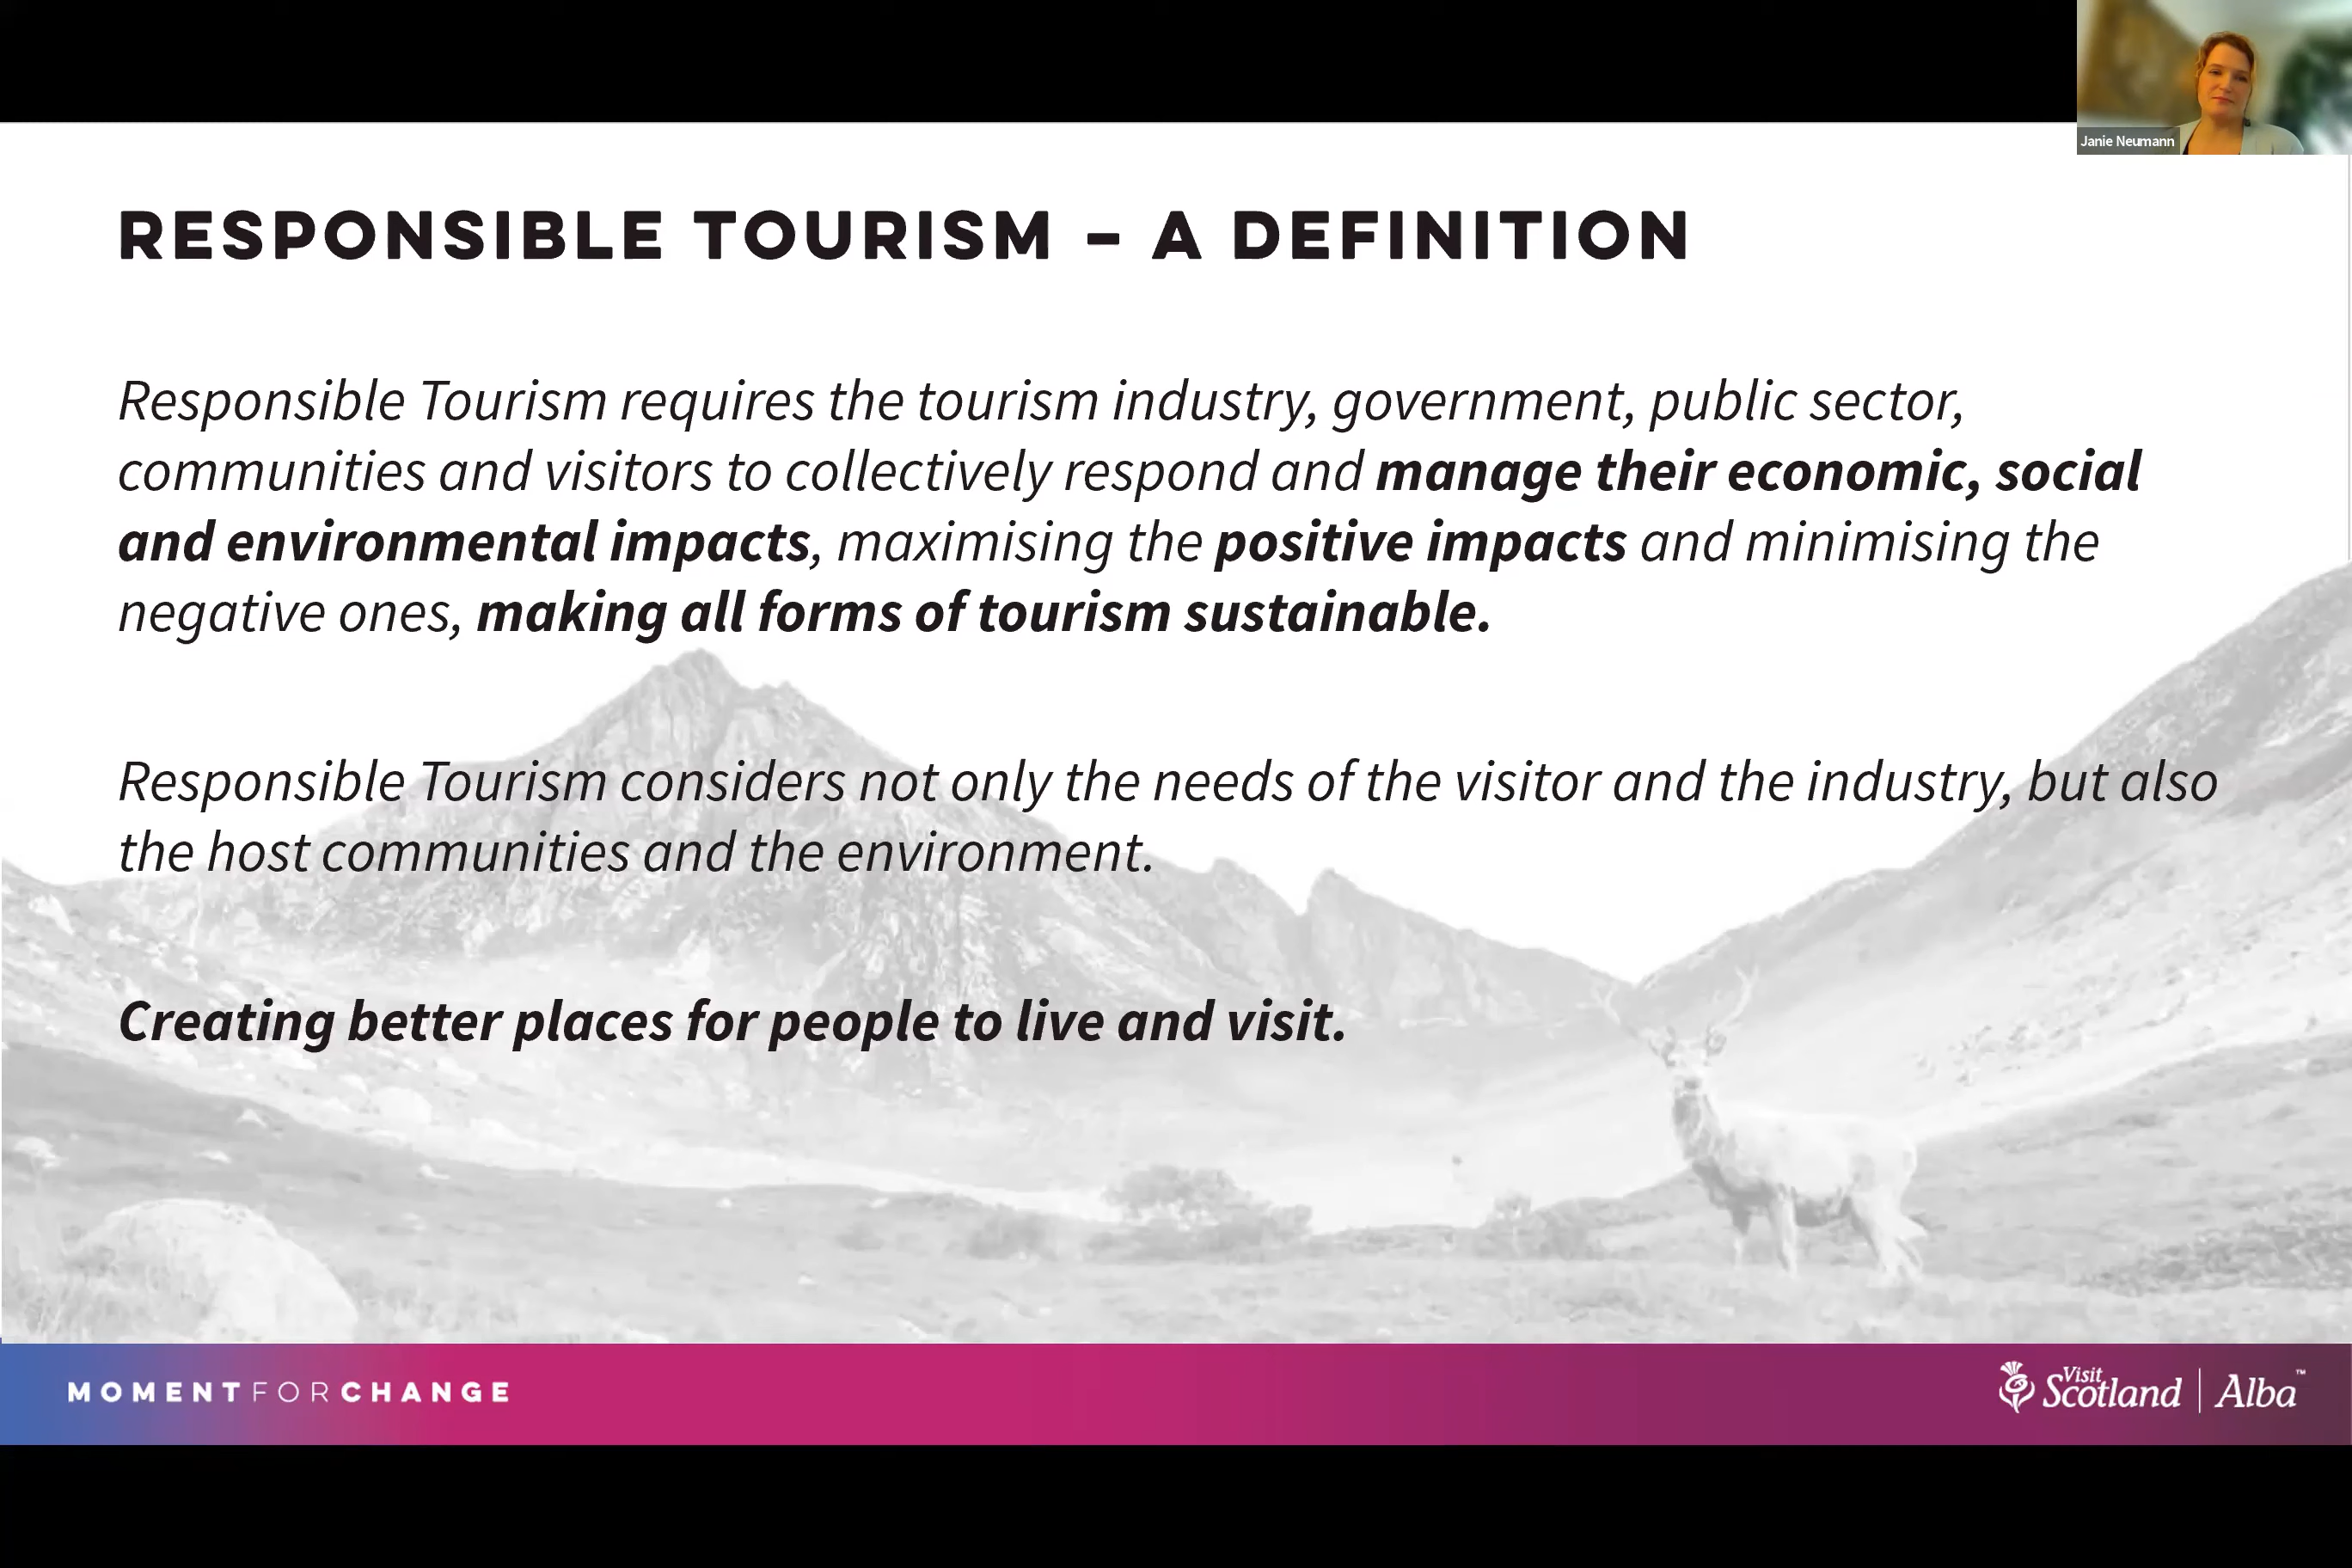 Janie Neumann
RESPONSIBLE TOURISM – A DEFINITION
Responsible Tourism requires the tourism industry, government, public sector,
communities and visitors to collectively respond and manage their economic, social
and environmental impacts, maximising the positive impacts and minimising the
negative ones, making all forms of tourism sustainable.
Responsible Tourism considers not only the needs of the visitor and the industry, but also
the host communities and the environment.
Creating better places for people to live and visit.
MOMENTFORCHANGE
Visit
Scotland | Alba™